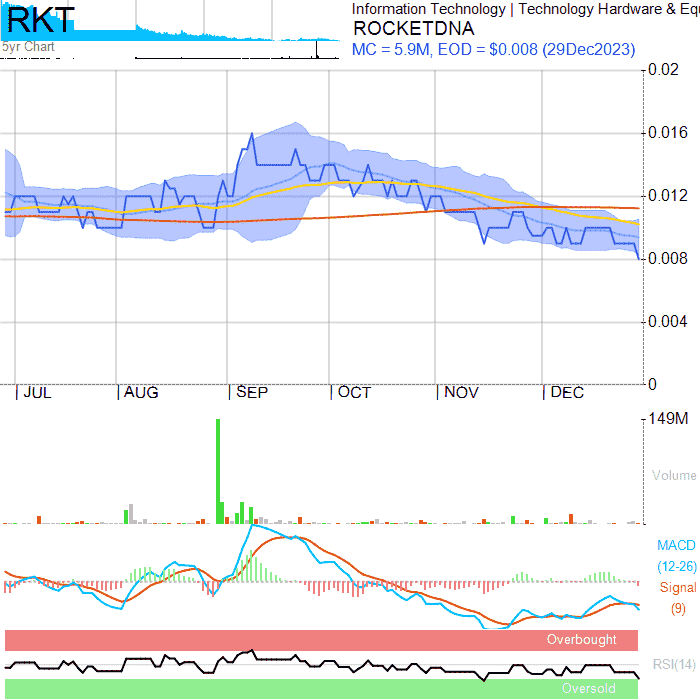 RKT
5yr Chart
Information Technology | Technology Hardware & Equ
ROCKETDNA
MC = 5.9M, EOD = $0.008 (29Dec2023)
0.02
0.016
0.012
0.008
0.004
0
| JUL | AUG | SEP | OCT | NOV | DEC
149M
Volume
MACD
(12-26)
Signal
(9)
Overbought
RSI(14)
Oversold